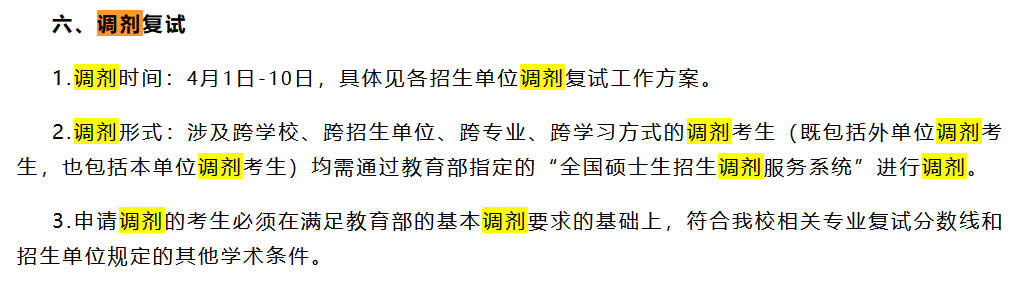 六、调剂复试
1.调剂时间：4月1日-10日，具体见各招生单位调剂复试工作方案。
2.调剂形式：涉及跨学校、跨招生单位、跨专业、跨学习方式的调剂考生（既包括外单位调剂考
生，也包括本单位调剂考生）均需通过教育部指定的“全国硕士生招生调剂服务系统”进行调剂。
3.申请调剂的考生必须在满足教育部的基本调剂要求的基础上，符合我校相关专业复试分数线和
招生单位规定的其他学术条件。